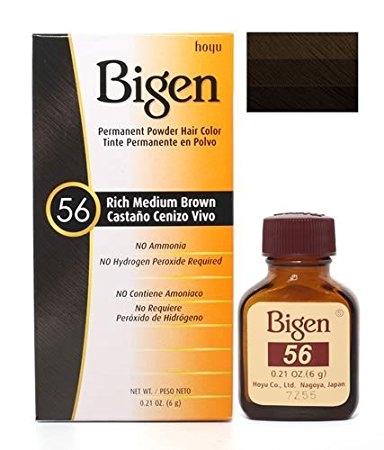 hoyu
Bigen
Permanent Powder Hair Color
Tinte Permanente en Polvo
56
Rich Medium Brown
Castaño Cenizo Vivo
NO Ammonia
NO Hydrogen Peroxide Required
NO Contiene Amoníaco
No Requiere
Peróxido de Hidrógeno
NET WT. / PESO NETO
0.21 OZ. (6 g)
Bigen ©
56
0.21 OZ.(6 g)
Hoyu Co., Ltd. Nagoya, Japan
7Z55